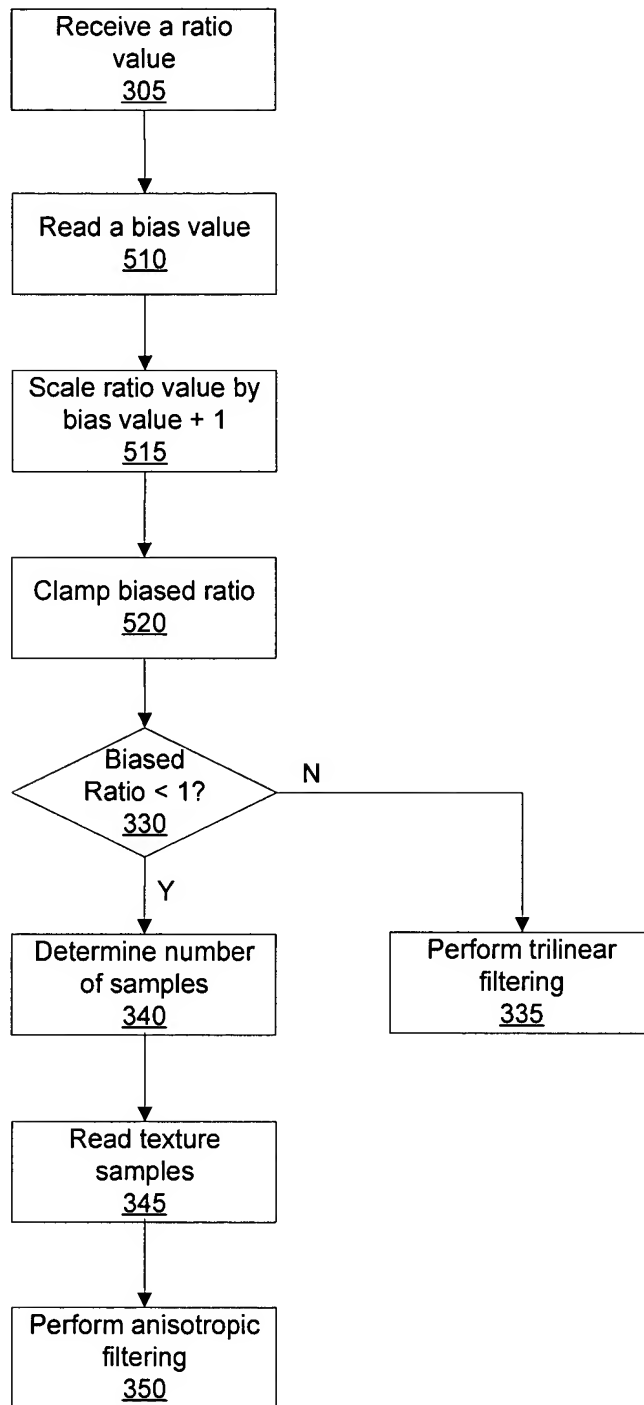 Receive a ratio
value
305
Read a bias value
510
Scale ratio value by
bias value + 1
515
Clamp biased ratio
520
Biased
Ratio < 1?
330
N
Y
Determine number
of samples
340
Perform trilinear
filtering
335
Read texture
samples
345
Perform anisotropic
filtering
350